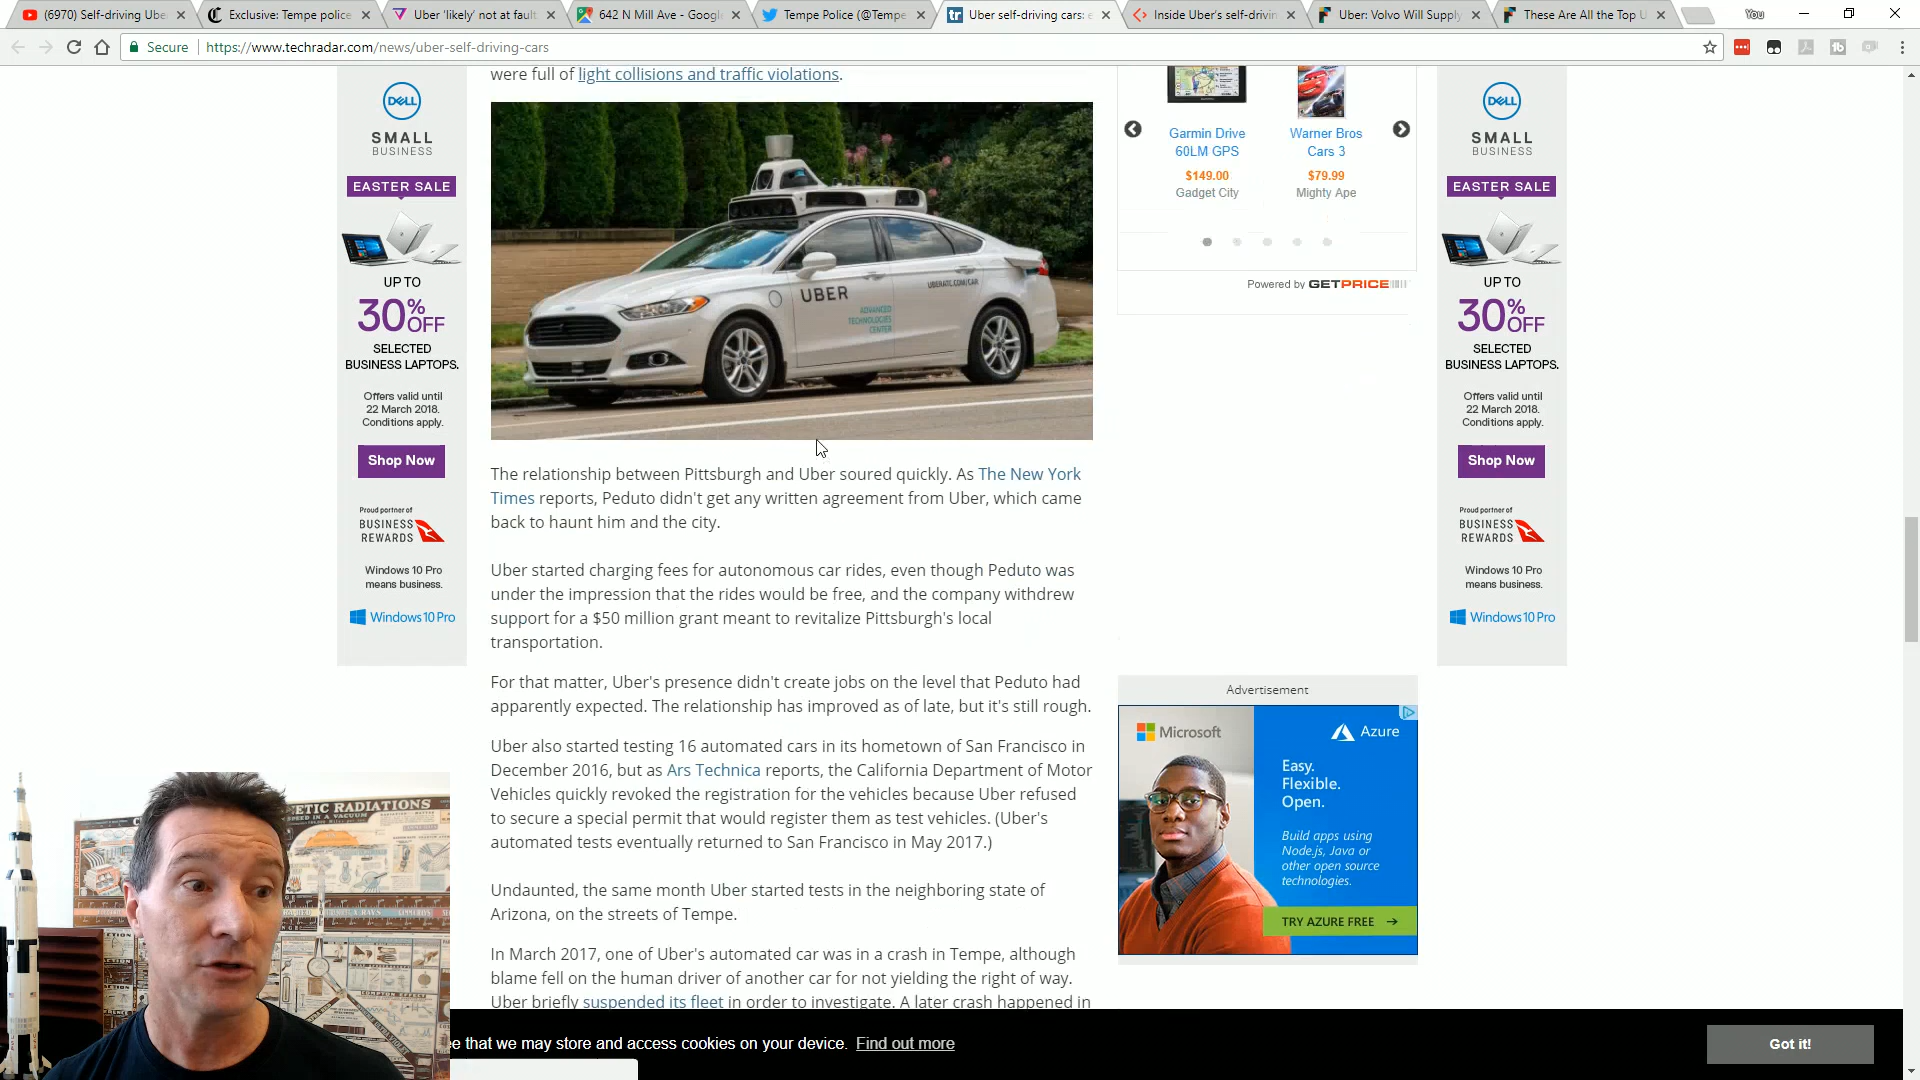 (6970) Self-driving Ube
Exclusive: Tempe police
Uber 'likely' not at fault
642 N Mill Ave - Googl
Tempe Police (@Tempe
Uber self-driving cars: e
Inside Uber's self-drivin
Uber: Volvo Will Supply
These Are All the Top U
You
Secure
https://www.techradar.com/news/uber-self-driving-cars
were full of light collisions and traffic violations.
UBER
ADVANCED
TECHNOLOGIES
CENTER
UBERATC.COM/CAR
The relationship between Pittsburgh and Uber soured quickly. As The New York
Times reports, Peduto didn't get any written agreement from Uber, which came
back to haunt him and the city.
Uber started charging fees for autonomous car rides, even though Peduto was
under the impression that the rides would be free, and the company withdrew
support for a $50 million grant meant to revitalize Pittsburgh's local
transportation.
For that matter, Uber's presence didn't create jobs on the level that Peduto had
apparently expected. The relationship has improved as of late, but it's still rough.
Uber also started testing 16 automated cars in its hometown of San Francisco in
December 2016, but as Ars Technica reports, the California Department of Motor
Vehicles quickly revoked the registration for the vehicles because Uber refused
to secure a special permit that would register them as test vehicles. (Uber's
automated tests eventually returned to San Francisco in May 2017.)
Undaunted, the same month Uber started tests in the neighboring state of
Arizona, on the streets of Tempe.
In March 2017, one of Uber's automated car was in a crash in Tempe, although
blame fell on the human driver of another car for not yielding the right of way.
Uber briefly suspended its fleet in order to investigate. A later crash happened in
DELL
SMALL
BUSINESS
EASTER SALE
UP TO
30% OFF
SELECTED
BUSINESS LAPTOPS.
Offers valid until
22 March 2018.
Conditions apply.
Shop Now
Proud partner of
BUSINESS
REWARDS
Windows 10 Pro
means business.
Windows 10 Pro
Garmin Drive
60LM GPS
$149.00
Gadget City
Warner Bros
Cars 3
$79.99
Mighty Ape
Powered by GETPRICE
Advertisement
Microsoft
Azure
Easy.
Flexible.
Open.
Build apps using
Node.js, Java or
other open source
technologies.
TRY AZURE FREE →
DELL
SMALL
BUSINESS
EASTER SALE
UP TO
30% OFF
SELECTED
BUSINESS LAPTOPS.
Offers valid until
22 March 2018.
Conditions apply.
Shop Now
Proud partner of
BUSINESS
REWARDS
Windows 10 Pro
means business.
Windows 10 Pro
NETIC RADIATIONS
SPEED IN A VACUUM
COMPTON EFFECT
ee that we may store and access cookies on your device. Find out more
Got it!